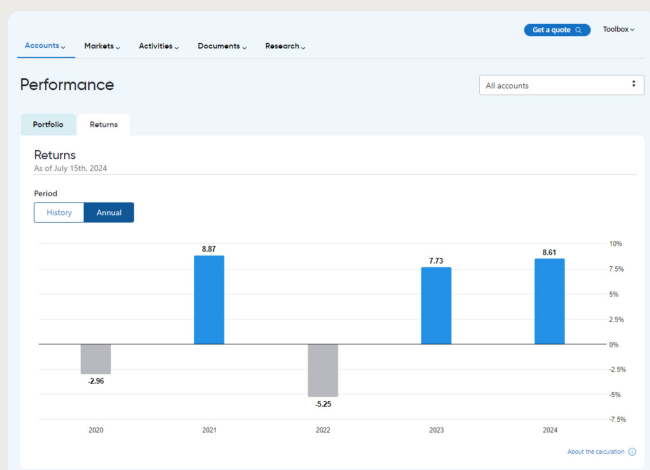 Get a quote
Toolbox
Accounts
Markets
Activities
Documents
Research
Performance
All accounts
Portfolio
Returns
Returns
As of July 15th, 2024
Period
History
Annual
10%
7.5%
5%
2.5%
0%
-2.5%
-5%
-7.5%
-2.96
8.87
-5.25
7.73
8.61
2020
2021
2022
2023
2024
About the calculation